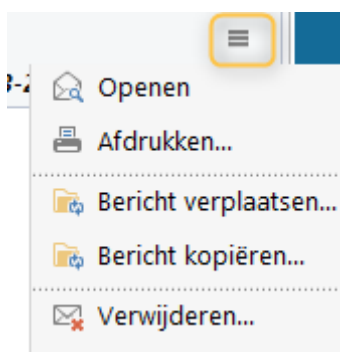 Openen
Afdrukken...
Bericht verplaatsen...
Bericht kopiëren...
Verwijderen...